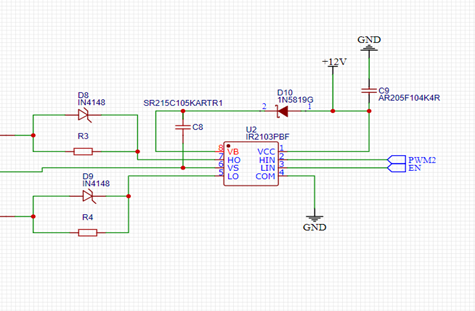 GND
+12V
D8
IN4148
SR215C105KARTR1
D10
1N5819G
2
1
C9
AR205F104K4R
C8
U2
IR2103PBF
R3
8 VB VCC 1
7 HO HIN 2
6 VS LIN 3
5 LO COM 4
PWM2
EN
D9
IN4148
R4
GND